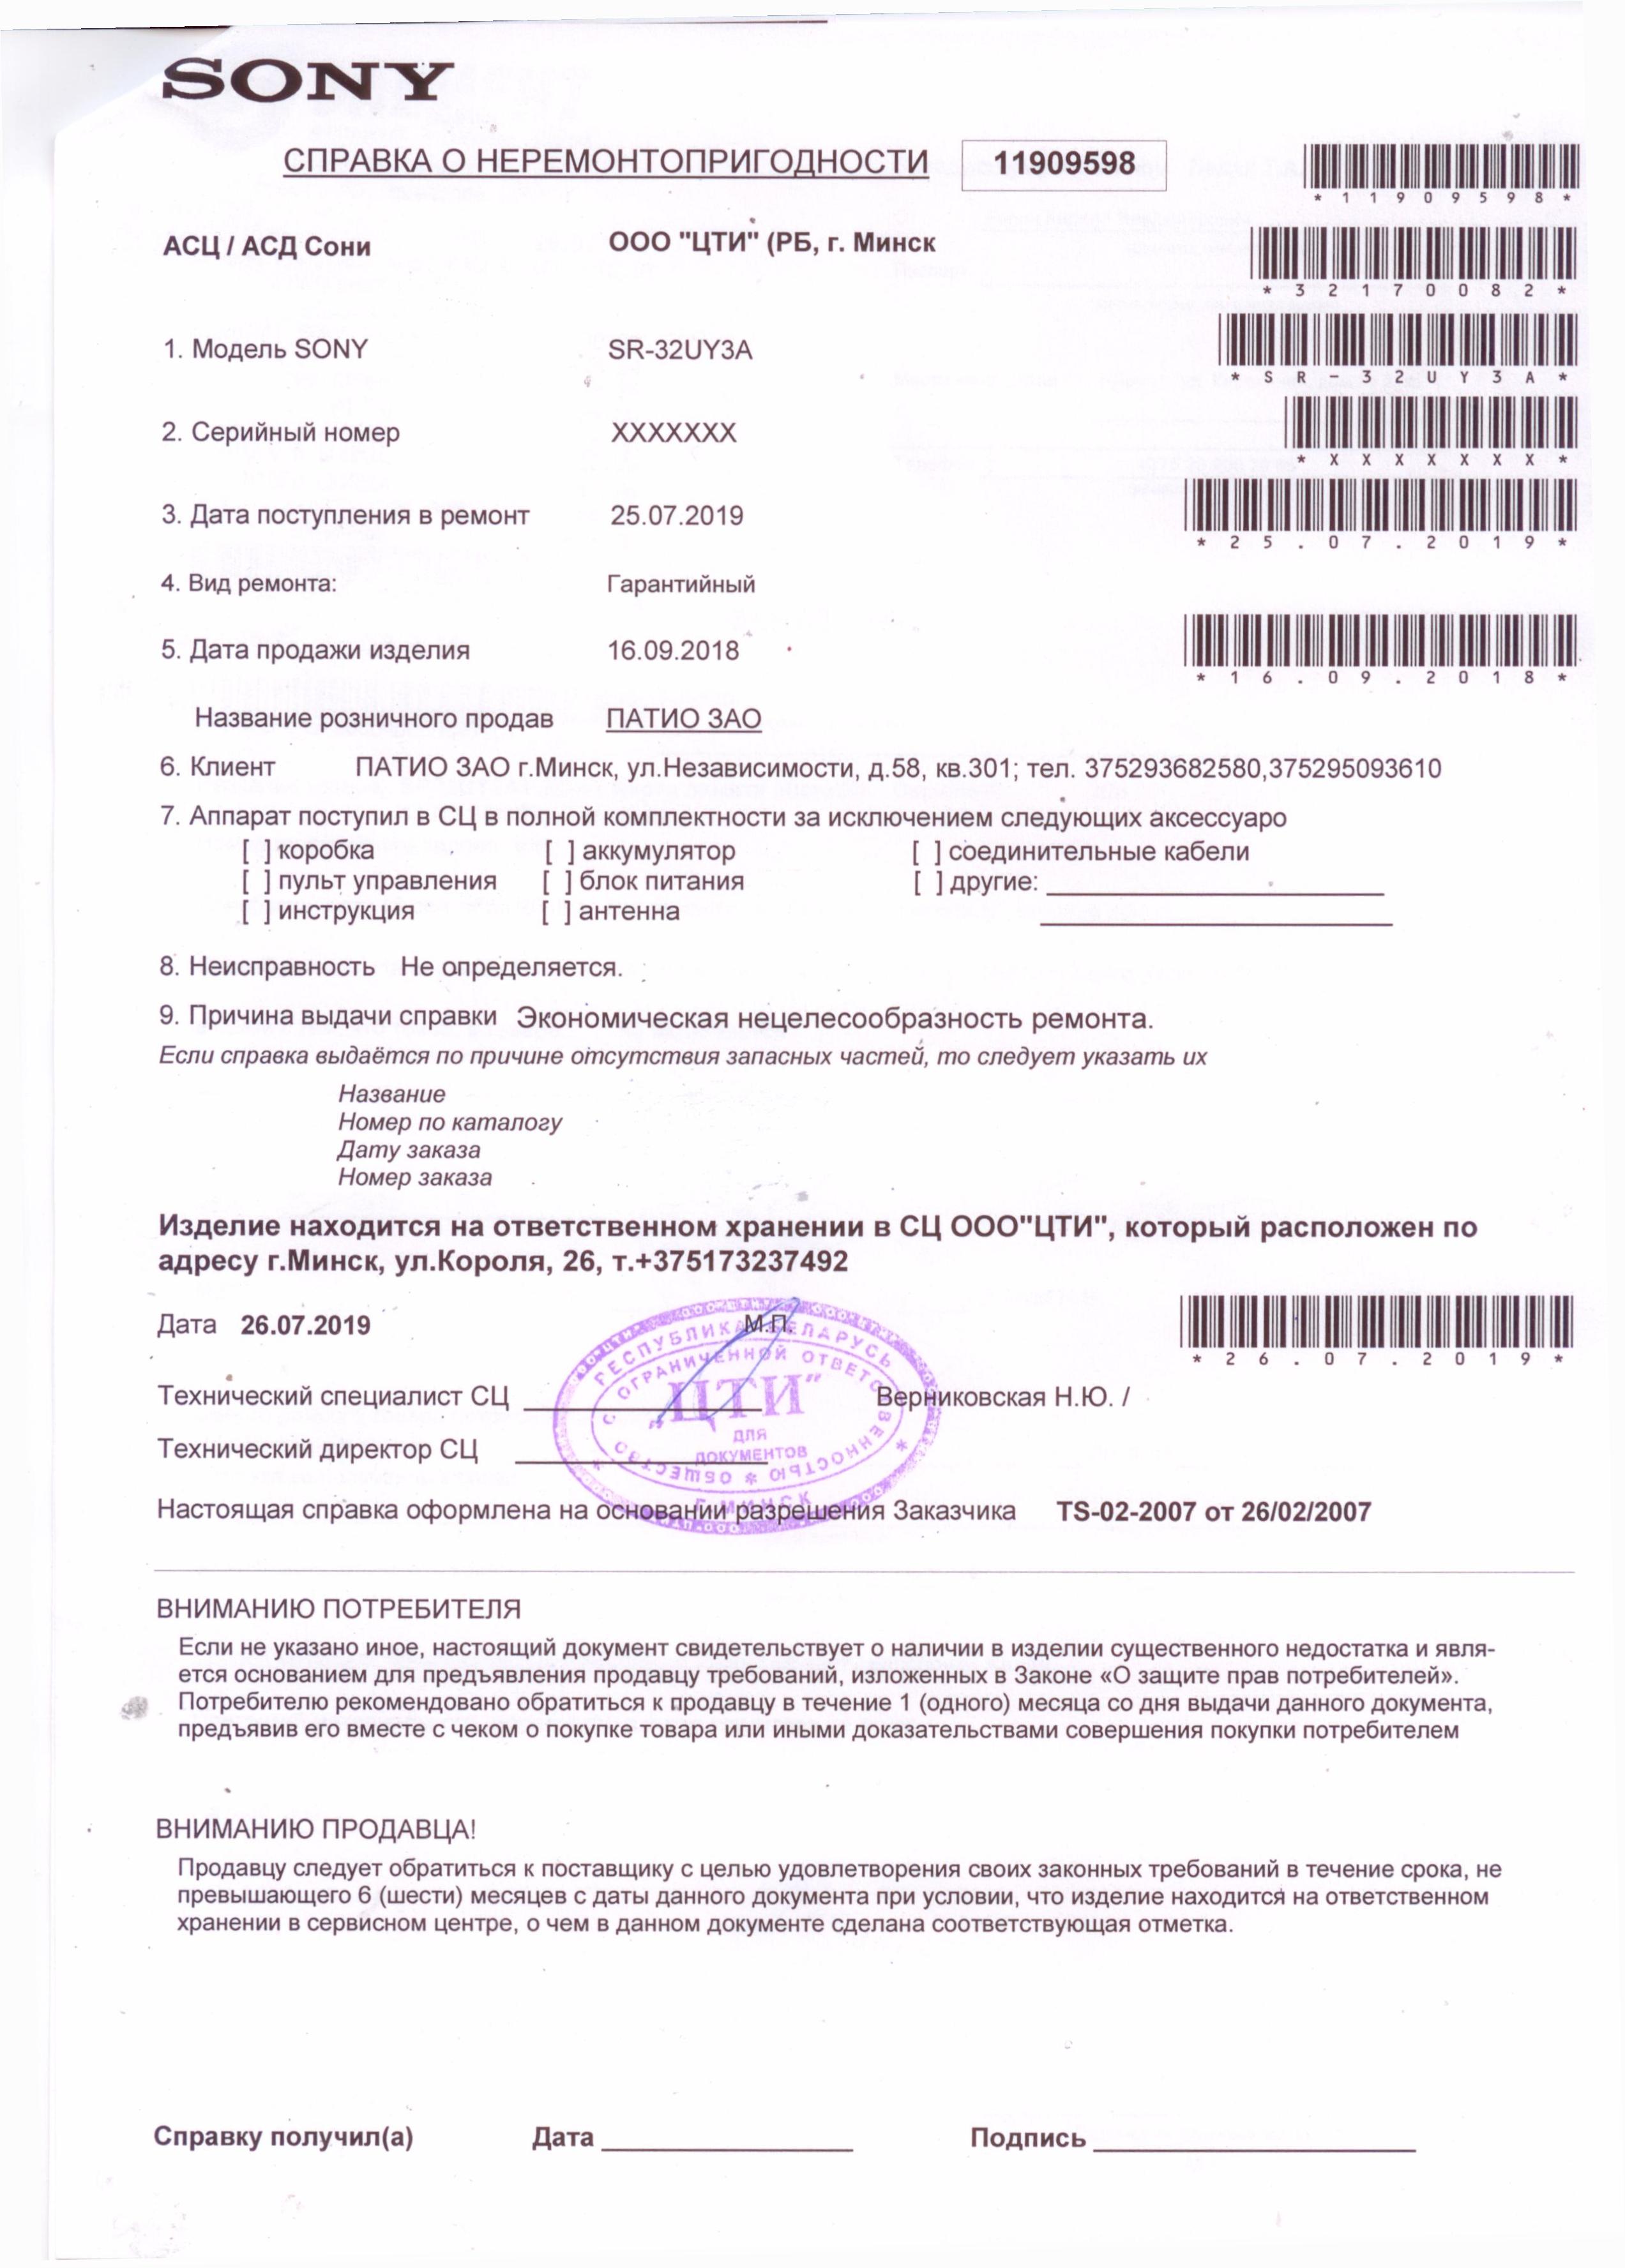 SONY
СПРАВКА О НЕРЕМОНТОПРИГОДНОСТИ 11909598
*11909598*
АСЦ / АСД Сони ООО "ЦТИ" (РБ, г. Минск
*32170082*
1. Модель SONY SR-32UY3A
*SR-32UY3A*
2. Серийный номер XXXXXXX
*XXXXXXX*
3. Дата поступления в ремонт 25.07.2019
*25.07.2019*
4. Вид ремонта: Гарантийный
5. Дата продажи изделия 16.09.2018
*16.09.2018*
Название розничного продав ПАТИО ЗАО
6. Клиент ПАТИО ЗАО г.Минск, ул.Независимости, д.58, кв.301; тел. 375293682580,375295093610
7. Аппарат поступил в СЦ в полной комплектности за исключением следующих аксессуаро
[ ] коробка [ ] аккумулятор [ ] соединительные кабели
[ ] пульт управления [ ] блок питания [ ] другие:
[ ] инструкция [ ] антенна
8. Неисправность Не определяется.
9. Причина выдачи справки Экономическая нецелесообразность ремонта.
Если справка выдаётся по причине отсутствия запасных частей, то следует указать их
Название
Номер по каталогу
Дату заказа
Номер заказа
Изделие находится на ответственном хранении в СЦ ООО"ЦТИ", который расположен по
адресу г.Минск, ул.Короля, 26, т.+375173237492
Дата 26.07.2019 М.П.
*26.07.2019*
РЕСПУБЛИКА БЕЛАРУСЬ
ОБЩЕСТВО С ОГРАНИЧЕННОЙ ОТВЕТСТВЕННОСТЬЮ
"ЦТИ"
ДЛЯ
ДОКУМЕНТОВ
Г. МИНСК
Технический специалист СЦ Верниковская Н.Ю. /
Технический директор СЦ
Настоящая справка оформлена на основании разрешения Заказчика TS-02-2007 от 26/02/2007
ВНИМАНИЮ ПОТРЕБИТЕЛЯ
Если не указано иное, настоящий документ свидетельствует о наличии в изделии существенного недостатка и явля-
ется основанием для предъявления продавцу требований, изложенных в Законе «О защите прав потребителей».
Потребителю рекомендовано обратиться к продавцу в течение 1 (одного) месяца со дня выдачи данного документа,
предъявив его вместе с чеком о покупке товара или иными доказательствами совершения покупки потребителем
ВНИМАНИЮ ПРОДАВЦА!
Продавцу следует обратиться к поставщику с целью удовлетворения своих законных требований в течение срока, не
превышающего 6 (шести) месяцев с даты данного документа при условии, что изделие находится на ответственном
хранении в сервисном центре, о чем в данном документе сделана соответствующая отметка.
Справку получил(а) Дата Подпись